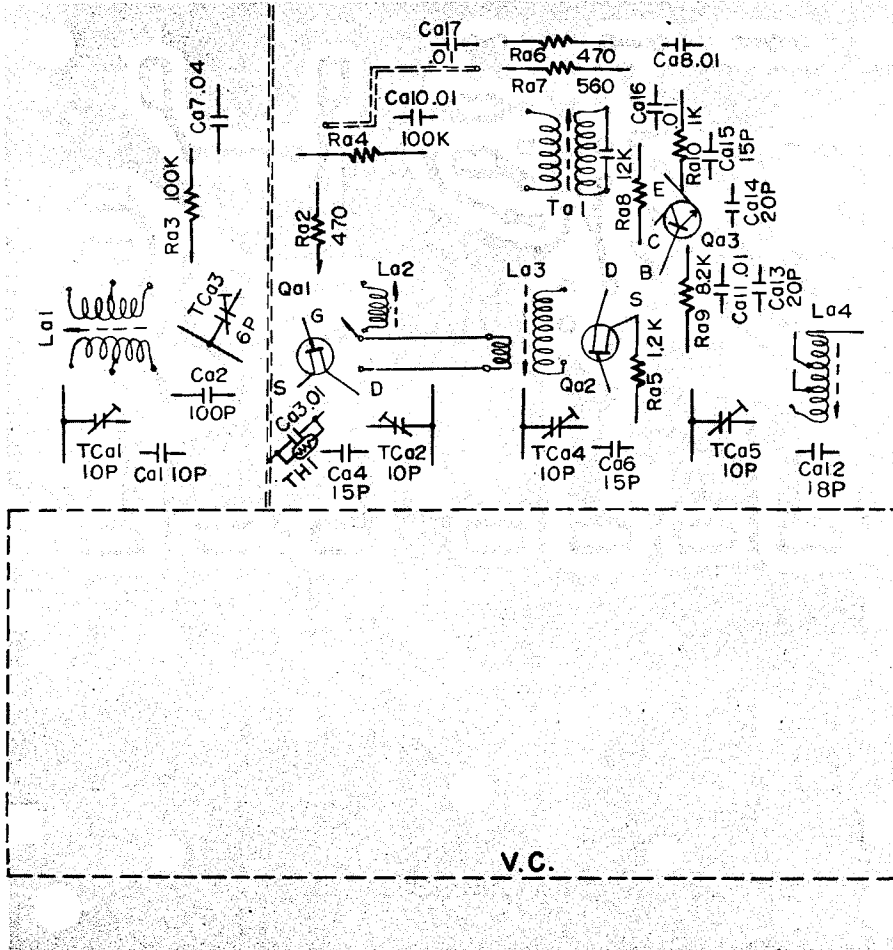 Ca17
.01
Ra6 470
Ra7 560
Ca8.01
Ca7.04
Ca10.01
100K
Ra4
Ca16
.01
1K
Ra10
Ca15
15P
Ra3 100K
Ra2
470
Ta1
12K
Ra8
E
C
B
Qa3
Ca14
20P
La1
TCa3
6P
Qa1
G
S
D
La2
La3
D
S
Qa2
Ra5 1.2K
Ra9 8.2K
Ca11.01
Ca13
20P
La4
Ca2
100P
Ca3.01
TH1
TCa1
10P
Ca1 10P
Ca4
15P
TCa2
10P
TCa4
10P
Ca6
15P
TCa5
10P
Ca12
18P
V.C.